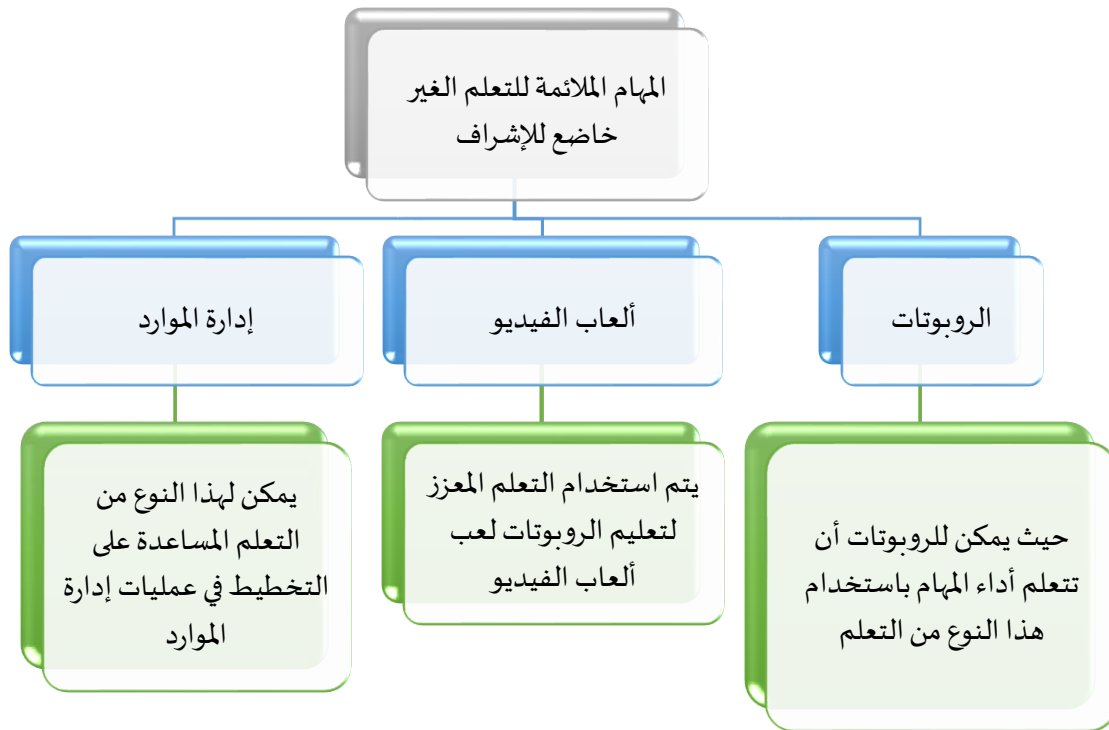 المهام الملائمة للتعلم الغير
خاضع للإشراف
الروبوتات
ألعاب الفيديو
إدارة الموارد
حيث يمكن للروبوتات أن
تتعلم أداء المهام باستخدام
هذا النوع من التعلم
يتم استخدام التعلم المعزز
لتعليم الروبوتات لعب
ألعاب الفيديو
يمكن لهذا النوع من
التعلم المساعدة على
التخطيط في عمليات إدارة
الموارد